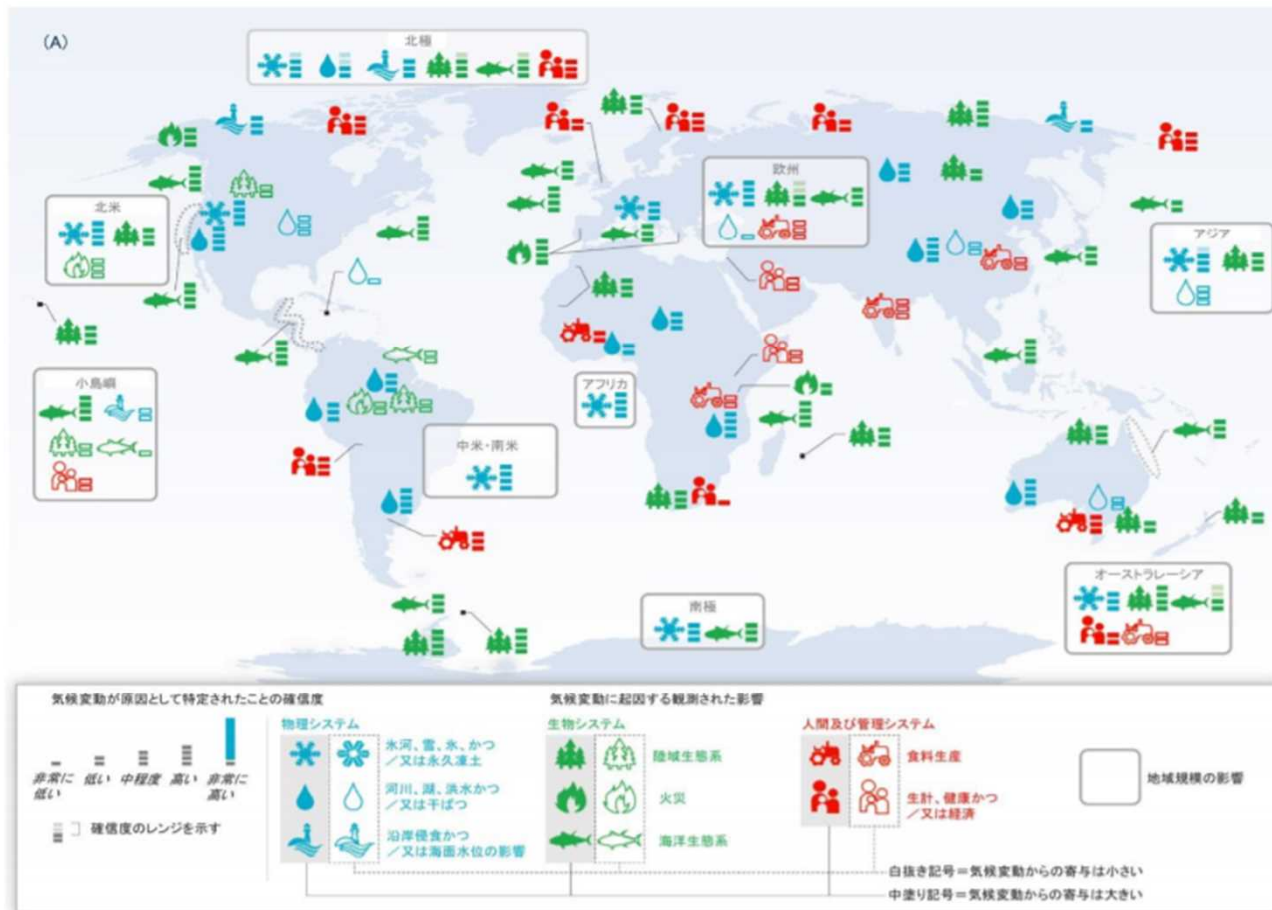 (A)
北極
欧州
北米
アジア
小島嶼
アフリカ
中米・南米
オーストラレーシア
南極
気候変動が原因として特定されたことの確信度
非常に
低い
低い
中程度
高い
非常に
高い
確信度のレンジを示す
気候変動に起因する観測された影響
物理システム
氷河、雪、氷、かつ
／又は永久凍土
河川、湖、洪水かつ
／又は干ばつ
沿岸侵食かつ
／又は海面水位の影響
生物システム
陸域生態系
火災
海洋生態系
人間及び管理システム
食料生産
生計、健康かつ
／又は経済
地域規模の影響
白抜き記号＝気候変動からの寄与は小さい
中塗り記号＝気候変動からの寄与は大きい